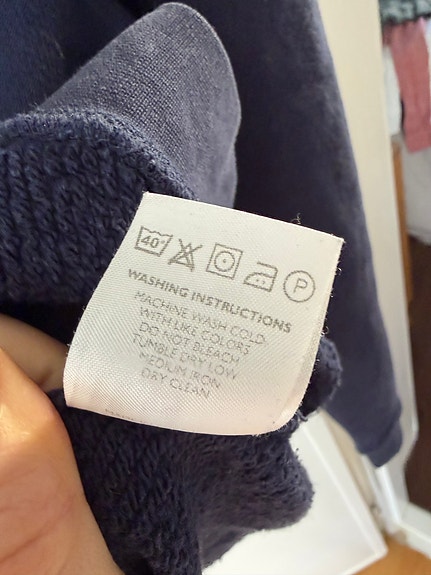 40° P
WASHING INSTRUCTIONS
MACHINE WASH COLD
WITH LIKE COLORS
DO NOT BLEACH
TUMBLE DRY LOW
MEDIUM IRON
DRY CLEAN